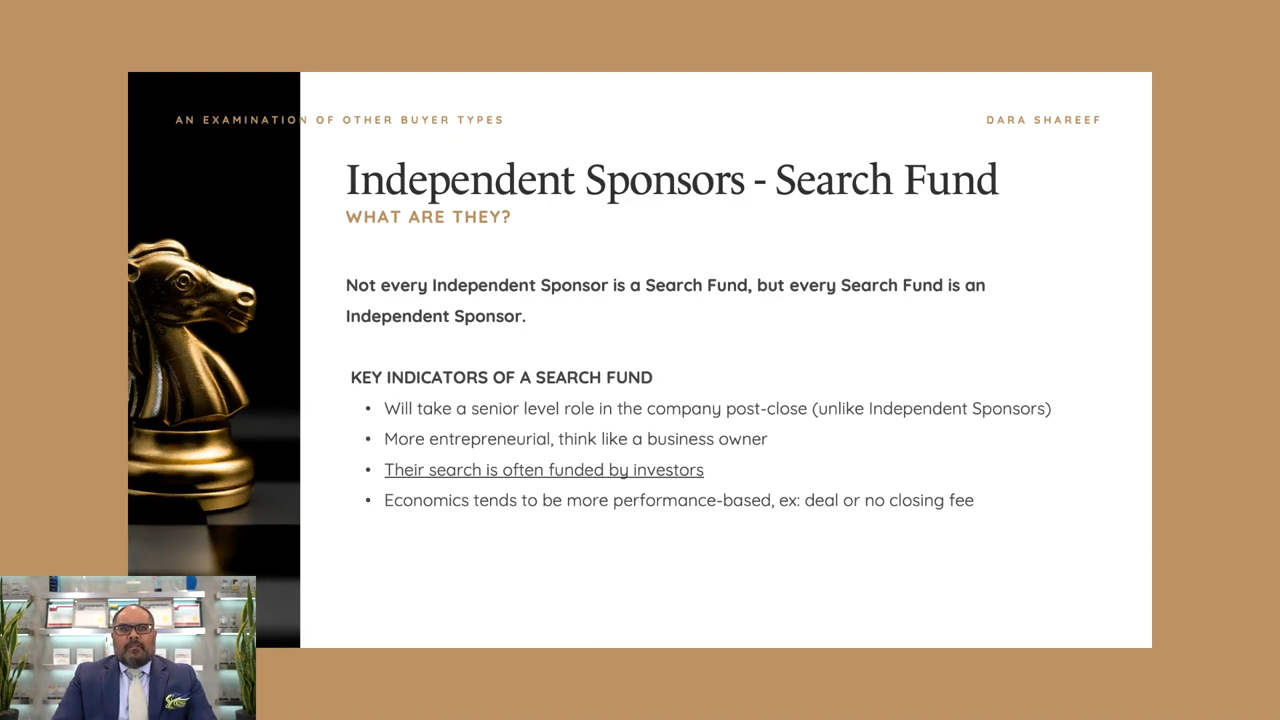 AN EXAMINATION OF OTHER BUYER TYPES
DARA SHAREEF
Independent Sponsors - Search Fund
WHAT ARE THEY?
Not every Independent Sponsor is a Search Fund, but every Search Fund is an
Independent Sponsor.
KEY INDICATORS OF A SEARCH FUND
• Will take a senior level role in the company post-close (unlike Independent Sponsors)
• More entrepreneurial, think like a business owner
• Their search is often funded by investors
• Economics tends to be more performance-based, ex: deal or no closing fee